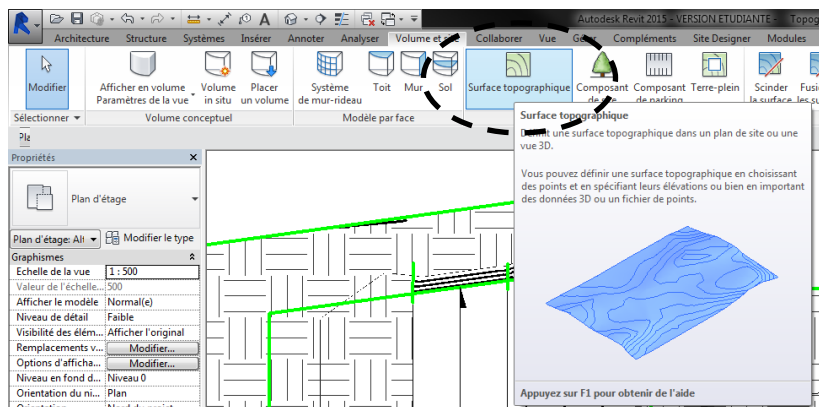 Autodesk Revit 2015 - VERSION ETUDIANTE - Topog
Architecture Structure Systèmes Insérer Annoter Analyser Volume et site Collaborer Vue Gérer Compléments Site Designer Modules
Modifier
Afficher en volume
Paramètres de la vue
Volume
in situ
Placer
un volume
Système
de mur-rideau
Toit
Mur
Sol
Surface topographique
Composant
de site
Composant
de parking
Terre-plein
Scinder
la surface
Fusi
les su
Sélectionner
Volume conceptuel
Modèle par face
Surface topographique
Définit une surface topographique dans un plan de site ou une
vue 3D.
Vous pouvez définir une surface topographique en choisissant
des points et en spécifiant leurs élévations ou bien en important
des données 3D ou un fichier de points.
Appuyez sur F1 pour obtenir de l'aide
Propriétés
Plan d'étage
Plan d'étage: Alt
Modifier le type
Graphismes
Echelle de la vue 1 : 500
Valeur de l'échelle... 500
Afficher le modèle Normal(e)
Niveau de détail Faible
Visibilité des élém... Afficher l'original
Remplacements v... Modifier...
Options d'afficha... Modifier...
Niveau en fond d... Niveau 0
Orientation du ni... Plan
Orientation Nord du projet